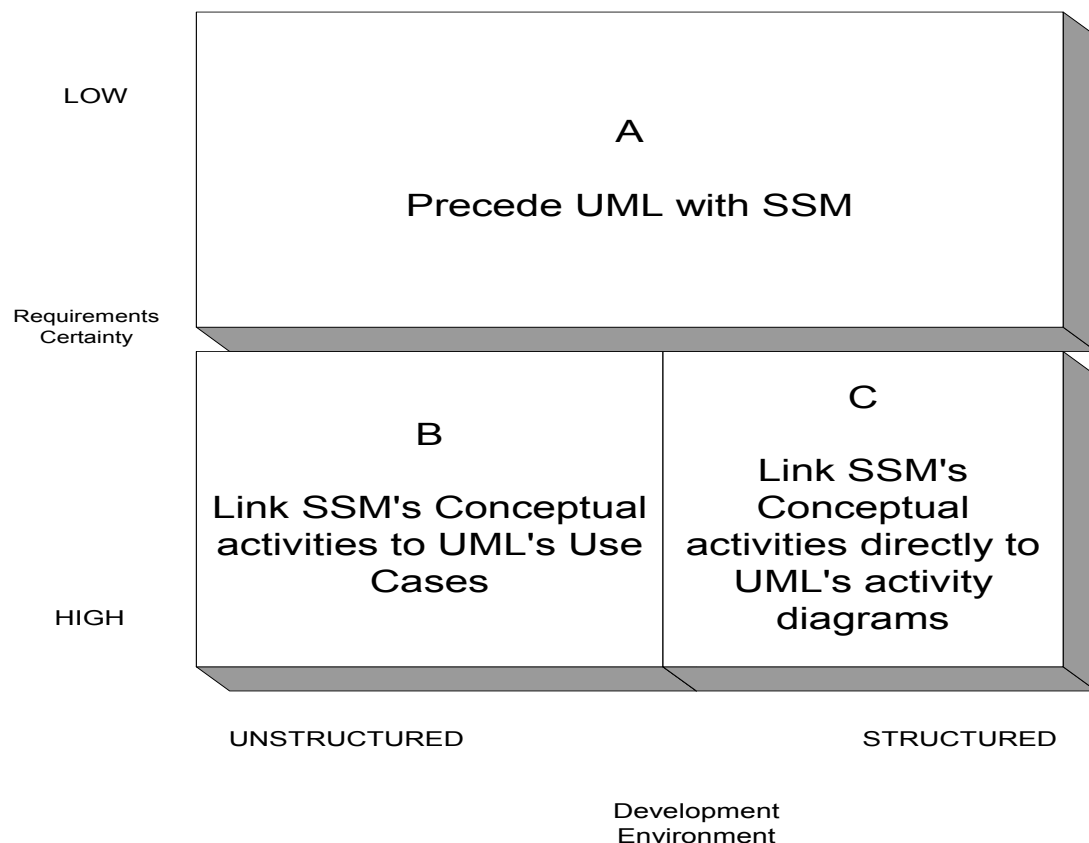 LOW
A
Precede UML with SSM
Requirements
Certainty
B
Link SSM's Conceptual
activities to UML's Use
Cases
C
Link SSM's
Conceptual
activities directly to
UML's activity
diagrams
HIGH
UNSTRUCTURED
STRUCTURED
Development
Environment